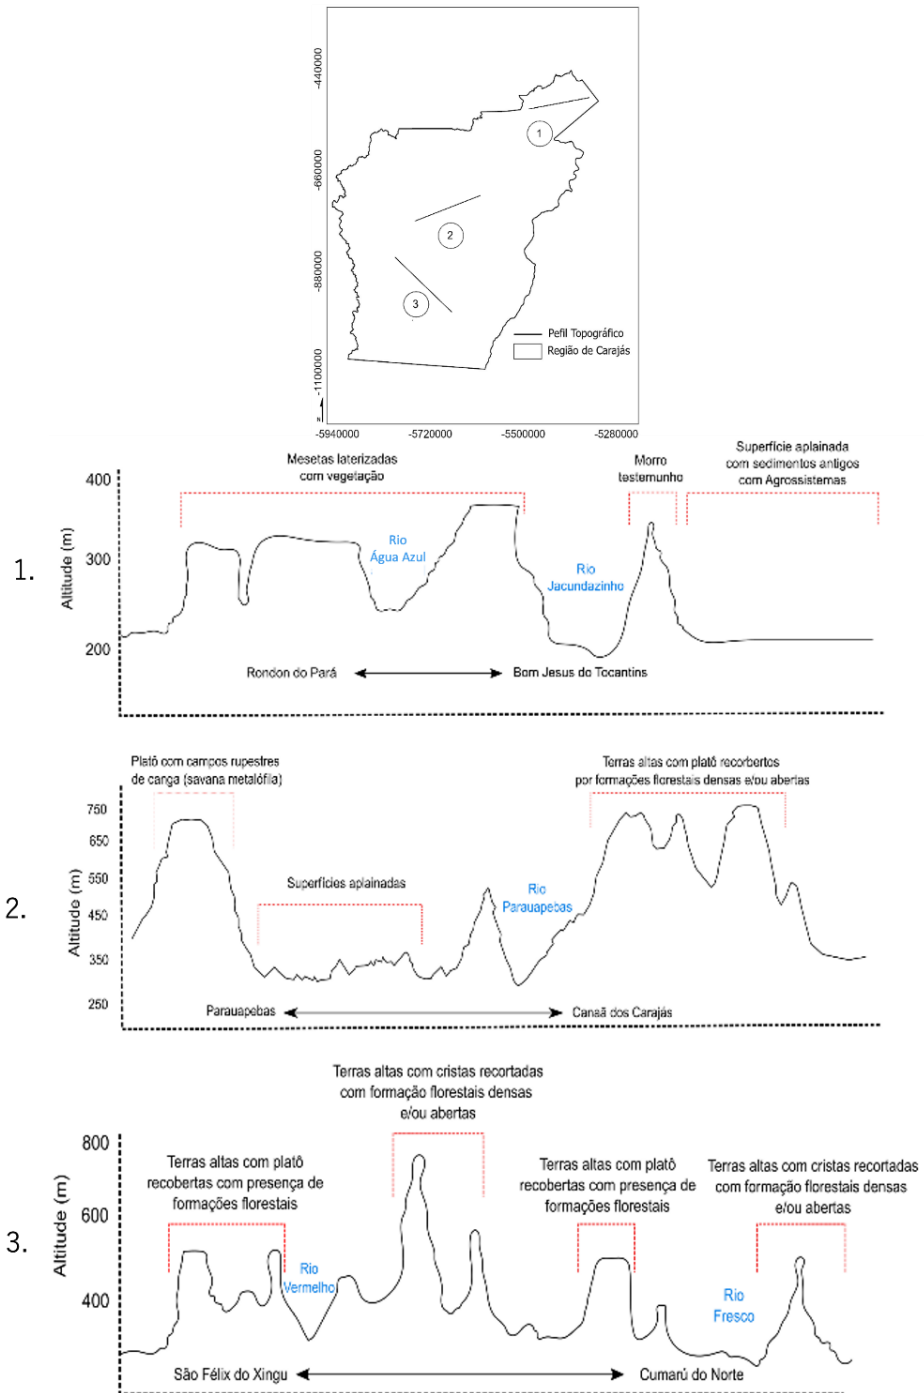 -440000
-660000
-8800000
-1100000
1
2
3
Pefil Topográfico
Região de Carajás
N
-5940000
-5720000
-5500000
-5280000
1.
Altitude (m)
400
300
200
Mesetas laterizadas
com vegetação
Rio
Água Azul
Rio
Jacundazinho
Morro
testemunho
Superfície aplainada
com sedimentos antigos
com Agrossistemas
Rondon do Pará
Bom Jesus do Tocantins
2.
Altitude (m)
750
650
550
450
350
250
Platô com campos rupestres
de canga (savana metalófila)
Superfícies aplainadas
Rio
Parauapebas
Terras altas com platô recorbertos
por formações florestais densas e/ou abertas
Parauapebas
Canaã dos Carajás
3.
Altitude (m)
800
600
400
Terras altas com platô
recobertas com presença de
formações florestais
Rio
Vermelho
Terras altas com cristas recortadas
com formação florestais densas
e/ou abertas
Terras altas com platô
recobertas com presença de
formações florestais
Rio
Fresco
Terras altas com cristas recortadas
com formação florestais densas
e/ou abertas
São Félix do Xingu
Cumarú do Norte